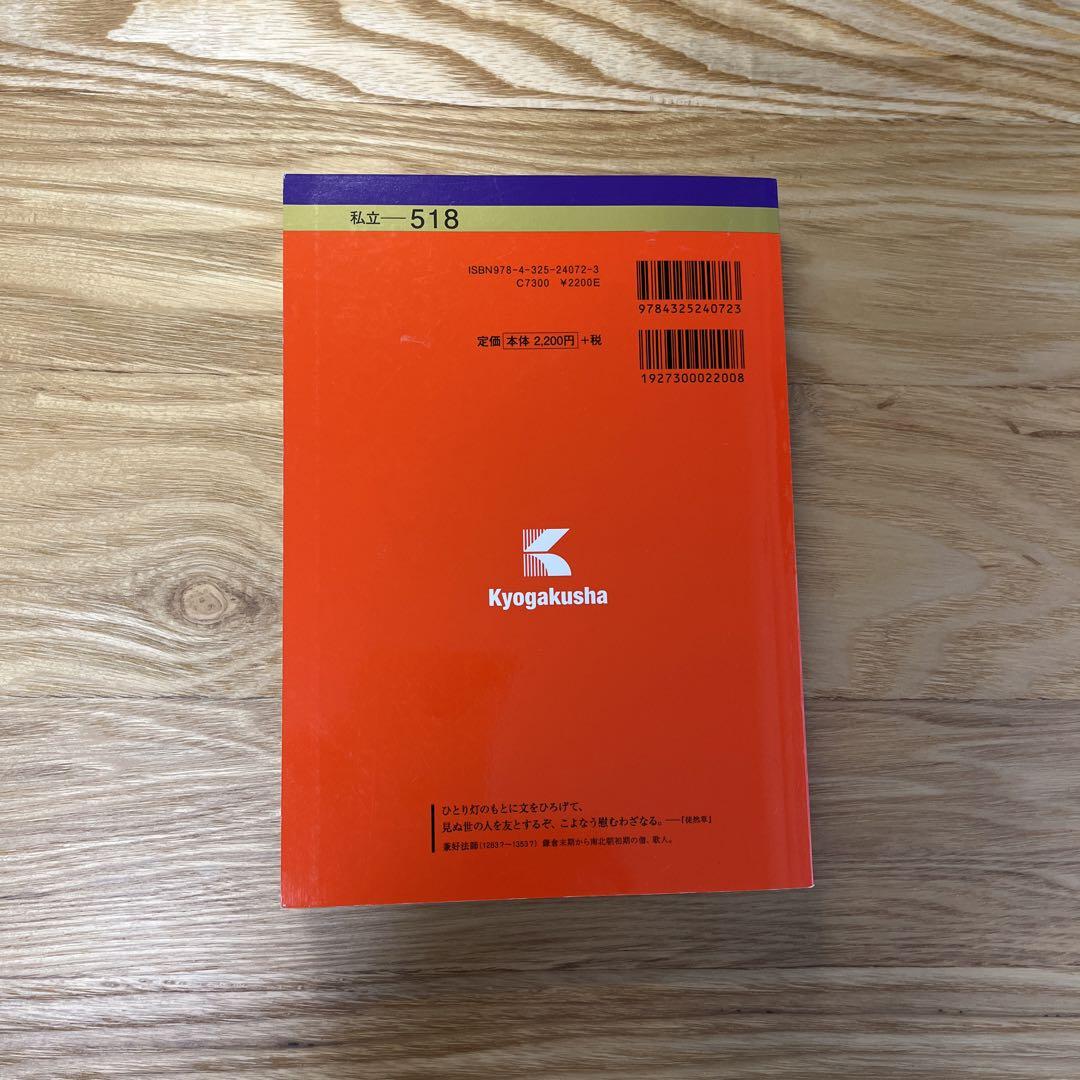 私立──518
ISBN978-4-325-24072-3
C7300 ¥2200E
9784325240723
定価 本体 2,200円 +税
1927300022008
Kyogakusha
ひとり灯のもとに文をひろげて、
見ぬ世の人を友とするぞ、こよなう慰むわざなる。──『徒然草』
兼好法師(1283?～1353?) 鎌倉末期から南北朝初期の僧、歌人。